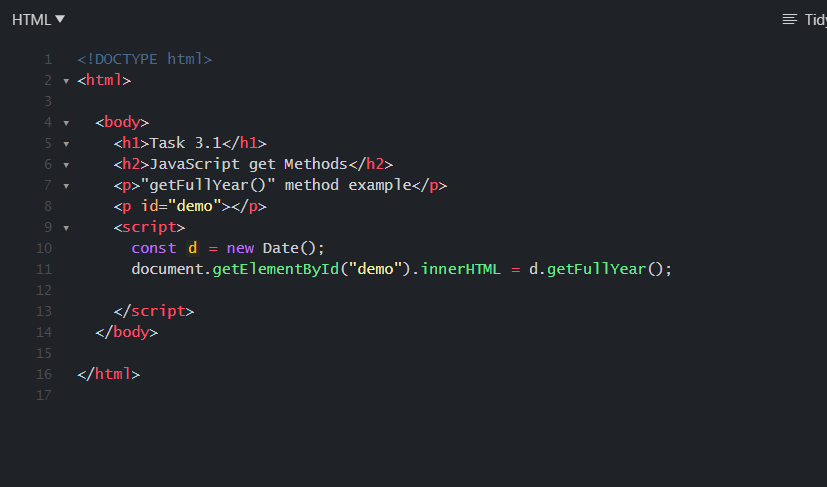 HTML ▼ Tidy
1 <!DOCTYPE html>
2 ▾ <html>
3
4 ▾ <body>
5 ▾ <h1>Task 3.1</h1>
6 ▾ <h2>JavaScript get Methods</h2>
7 ▾ <p>"getFullYear()" method example</p>
8 <p id="demo"></p>
9 ▾ <script>
10 const d = new Date();
11 document.getElementById("demo").innerHTML = d.getFullYear();
12
13 </script>
14 </body>
15
16 </html>
17